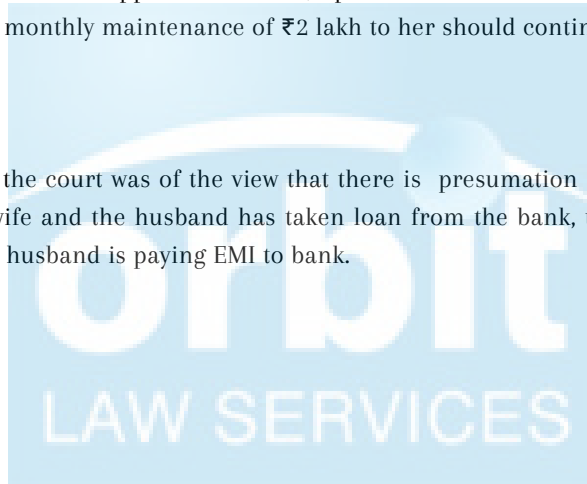 monthly maintenance of ₹2 lakh to her should contin
the court was of the view that there is presumation
wife and the husband has taken loan from the bank,
husband is paying EMI to bank.
orbit
LAW SERVICES